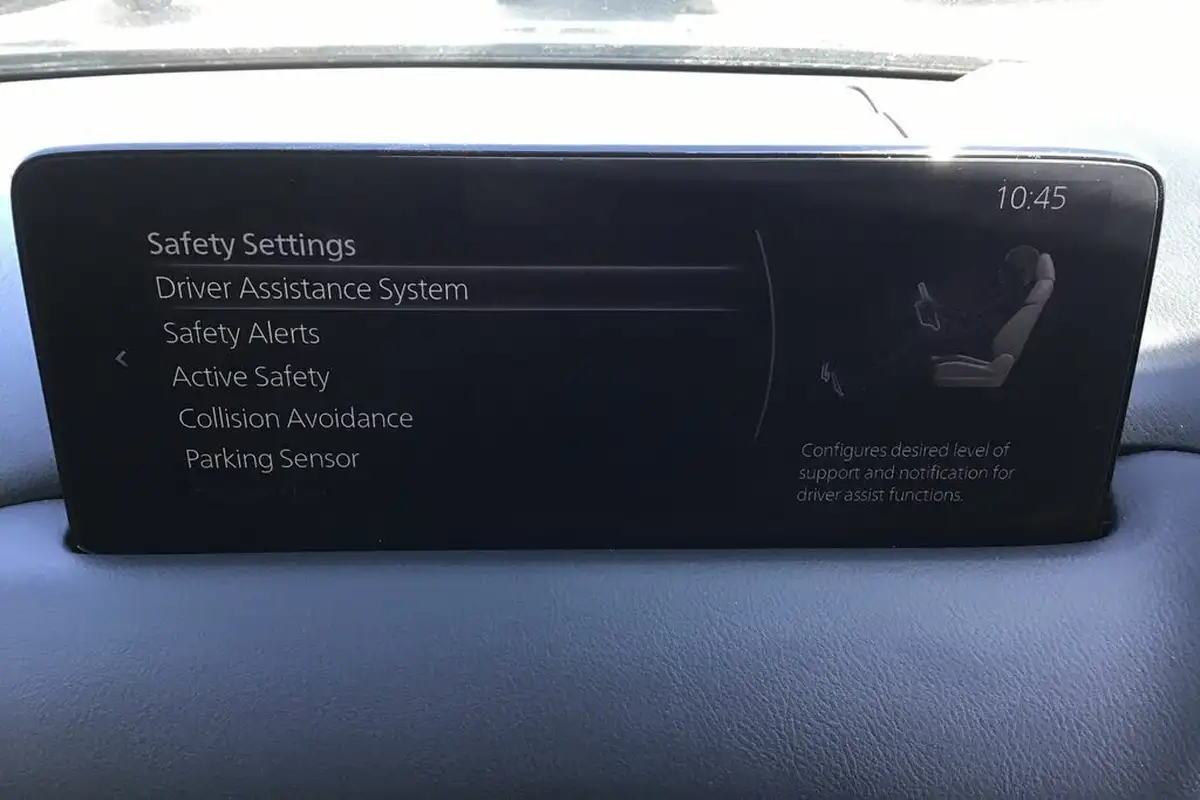 10:45
Safety Settings
Driver Assistance System
Safety Alerts
Active Safety
Collision Avoidance
Parking Sensor
Configures desired level of
support and notification for
driver assist functions.